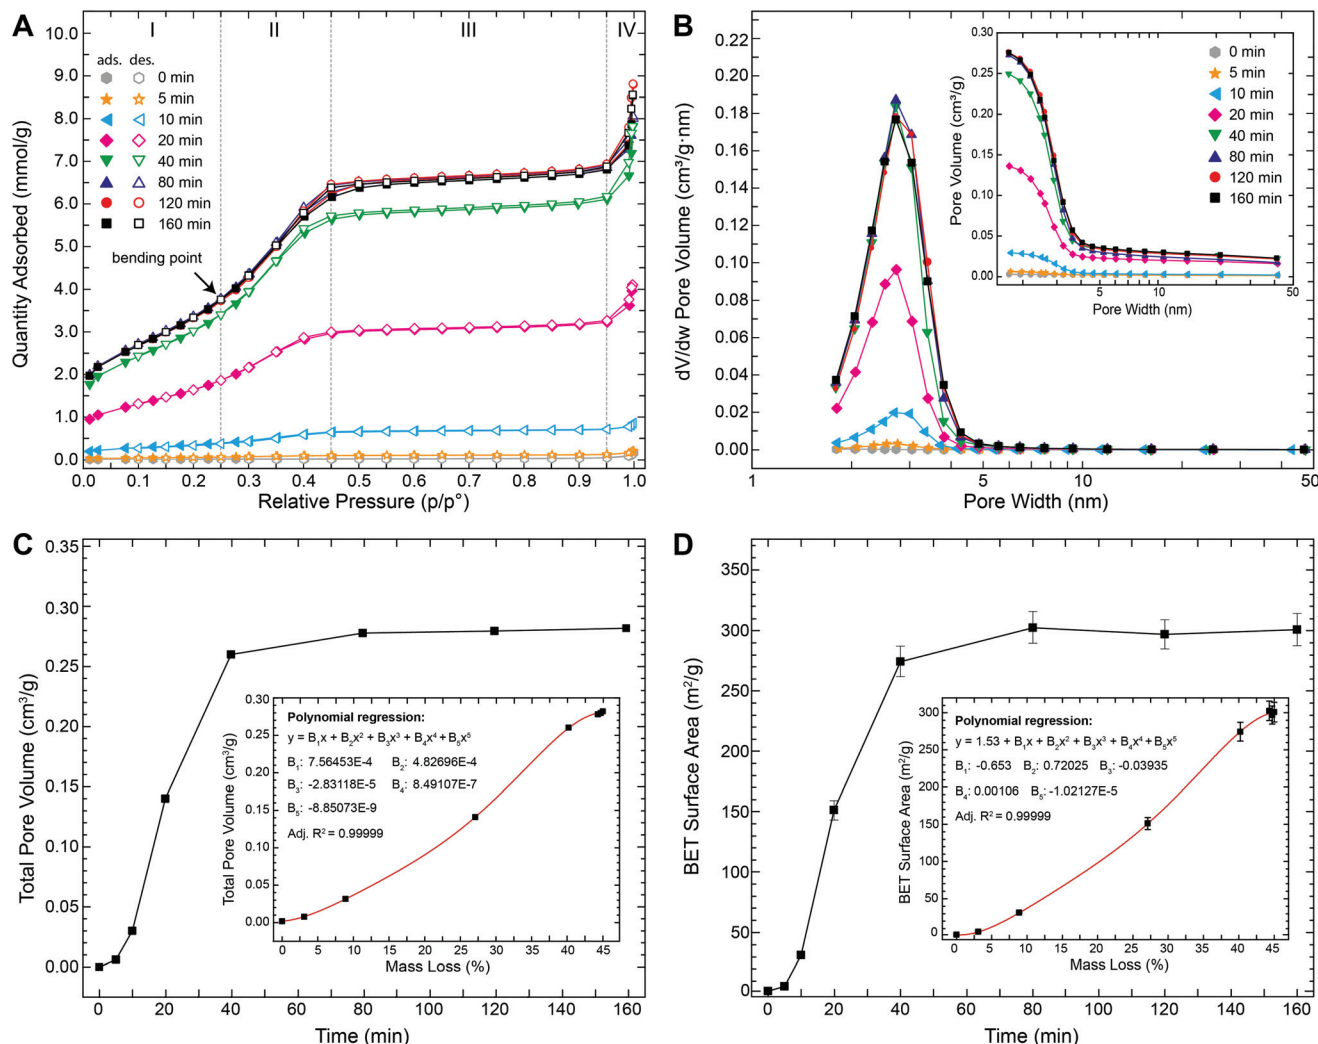 A
I
II
III
IV
10.0
9.0
8.0
7.0
6.0
5.0
4.0
3.0
2.0
1.0
0.0
Quantity Adsorbed (mmol/g)
ads. des.
0 min
5 min
10 min
20 min
40 min
80 min
120 min
160 min
bending point
0.0 0.1 0.2 0.3 0.4 0.5 0.6 0.7 0.8 0.9 1.0
Relative Pressure (p/p°)
B
0.22
0.20
0.18
0.16
0.14
0.12
0.10
0.08
0.06
0.04
0.02
0.00
dV/dw Pore Volume (cm³/g·nm)
0.30
0.25
0.20
0.15
0.10
0.05
0.00
Pore Volume (cm³/g)
0 min
5 min
10 min
20 min
40 min
80 min
120 min
160 min
5 10 50
Pore Width (nm)
1 5 10 50
Pore Width (nm)
C
0.35
0.30
0.25
0.20
0.15
0.10
0.05
0.00
Total Pore Volume (cm³/g)
0.30
0.25
0.20
0.15
0.10
0.05
0.00
Total Pore Volume (cm³/g)
Polynomial regression:
y = B₁x + B₂x² + B₃x³ + B₄x⁴ + B₅x⁵
B₁: 7.56453E-4 B₂: 4.82696E-4
B₃: -2.83118E-5 B₄: 8.49107E-7
B₅: -8.85073E-9
Adj. R² = 0.99999
0 5 10 15 20 25 30 35 40 45
Mass Loss (%)
0 20 40 60 80 100 120 140 160
Time (min)
D
350
300
250
200
150
100
50
0
BET Surface Area (m²/g)
300
250
200
150
100
50
0
BET Surface Area (m²/g)
Polynomial regression:
y = 1.53 + B₁x + B₂x² + B₃x³ + B₄x⁴ + B₅x⁵
B₁: -0.653 B₂: 0.72025 B₃: -0.03935
B₄: 0.00106 B₅: -1.02127E-5
Adj. R² = 0.99999
0 5 10 15 20 25 30 35 40 45
Mass Loss (%)
0 20 40 60 80 100 120 140 160
Time (min)